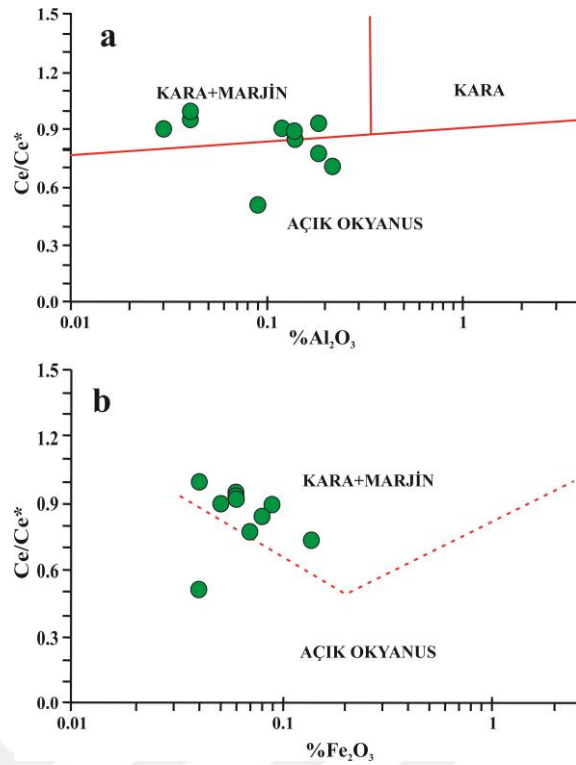 a
1.5
1.2
0.9
0.6
0.3
0.0
Ce/Ce*
KARA+MARJİN
KARA
AÇIK OKYANUS
0.01
0.1
1
%Al₂O₃
b
1.5
1.2
0.9
0.6
0.3
0.0
Ce/Ce*
KARA+MARJİN
AÇIK OKYANUS
0.01
0.1
1
%Fe₂O₃